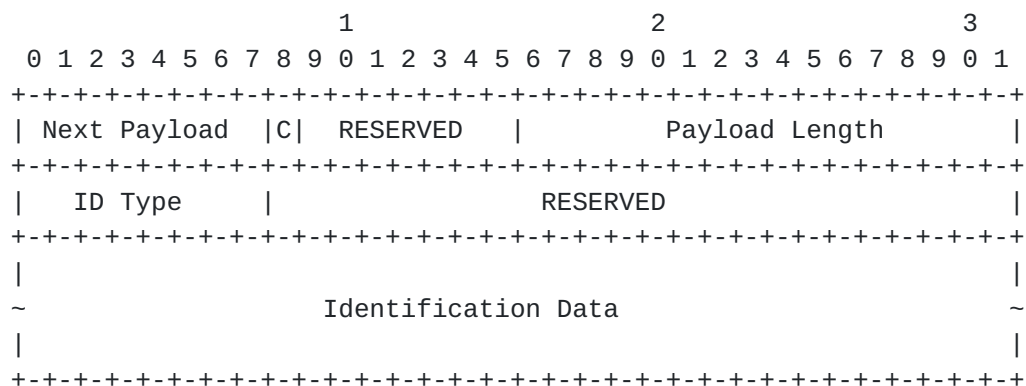 1                   2                   3
 0 1 2 3 4 5 6 7 8 9 0 1 2 3 4 5 6 7 8 9 0 1 2 3 4 5 6 7 8 9 0 1
+-+-+-+-+-+-+-+-+-+-+-+-+-+-+-+-+-+-+-+-+-+-+-+-+-+-+-+-+-+-+-+-+
| Next Payload  |C|  RESERVED   |         Payload Length        |
+-+-+-+-+-+-+-+-+-+-+-+-+-+-+-+-+-+-+-+-+-+-+-+-+-+-+-+-+-+-+-+-+
|   ID Type     |                 RESERVED                      |
+-+-+-+-+-+-+-+-+-+-+-+-+-+-+-+-+-+-+-+-+-+-+-+-+-+-+-+-+-+-+-+-+
|                                                               |
~                   Identification Data                         ~
|                                                               |
+-+-+-+-+-+-+-+-+-+-+-+-+-+-+-+-+-+-+-+-+-+-+-+-+-+-+-+-+-+-+-+-+